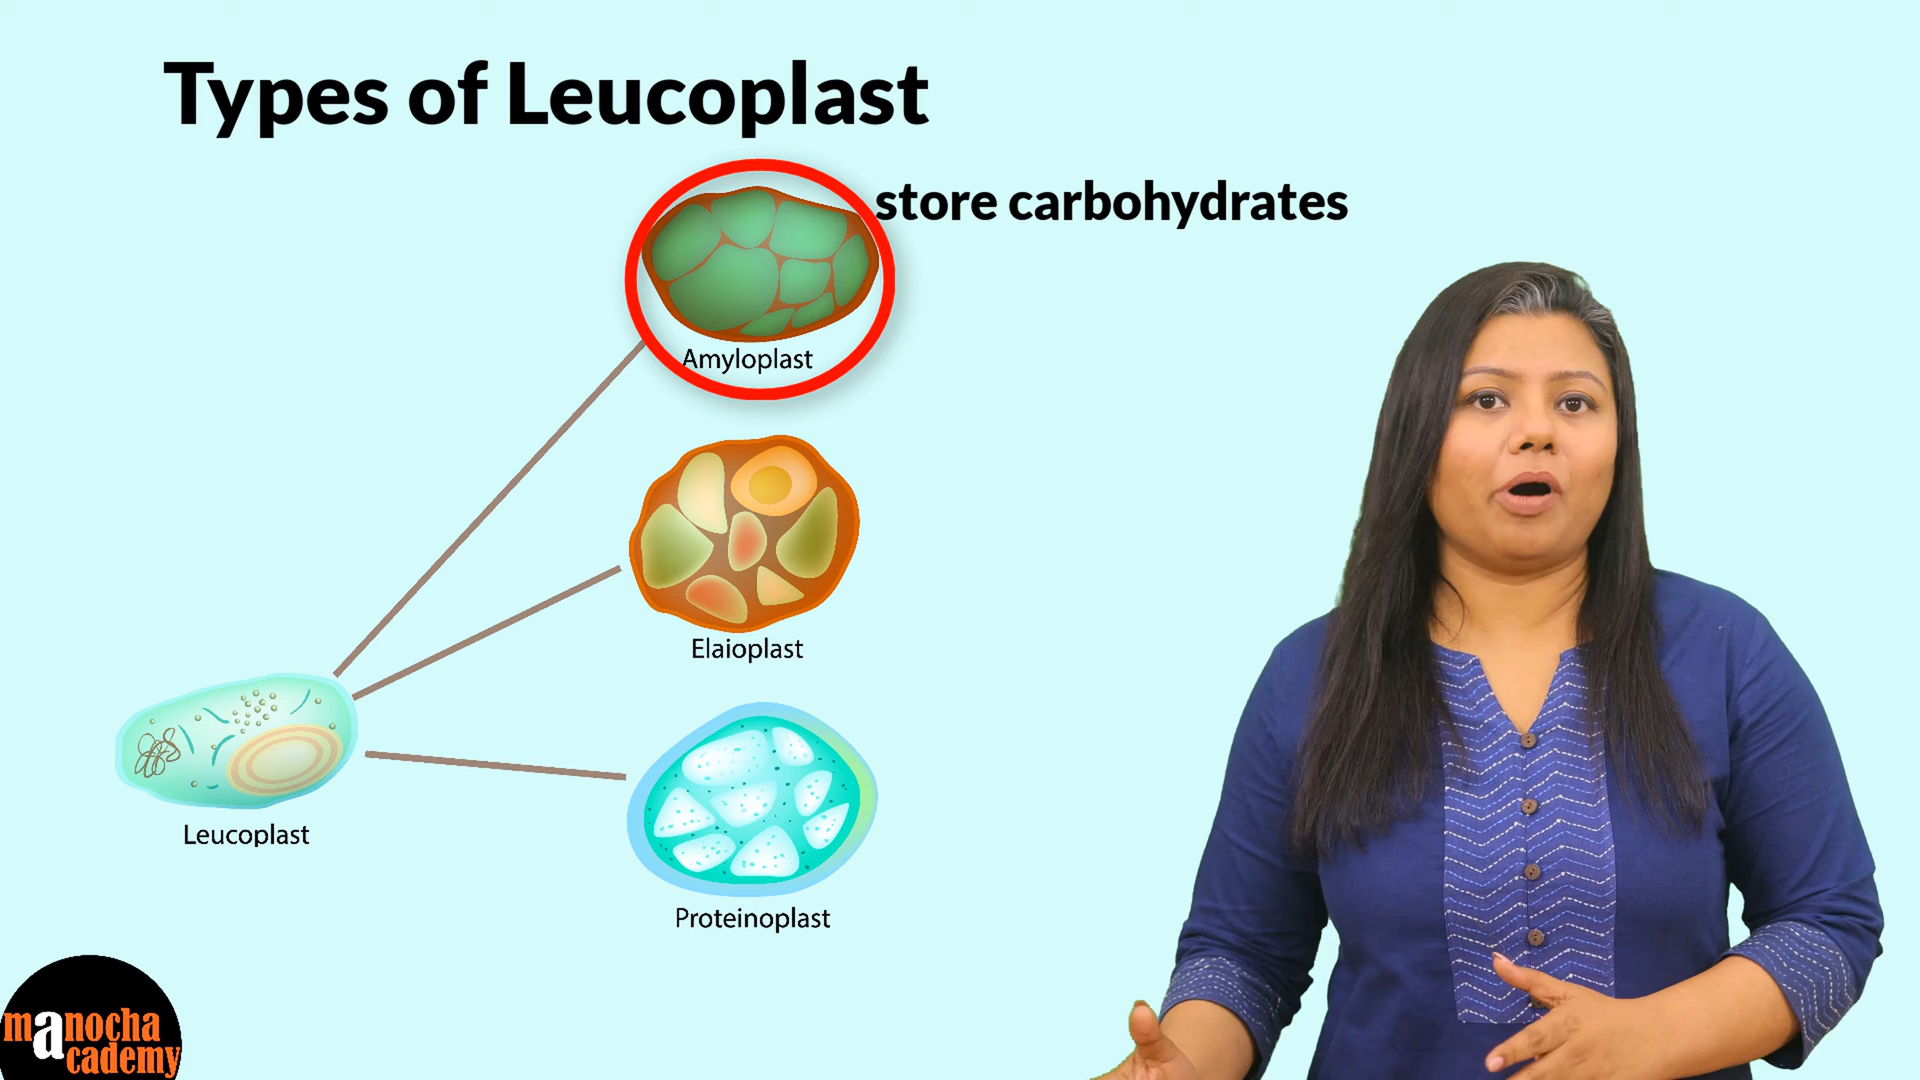 Types of Leucoplast
store carbohydrates
Amyloplast
Elaioplast
Leucoplast
Proteinoplast
manocha
academy